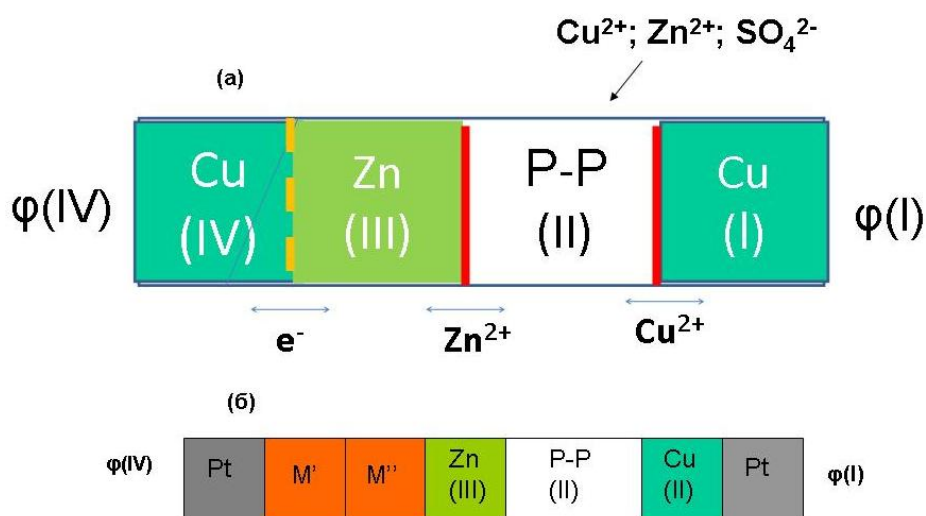 Cu²⁺; Zn²⁺; SO₄²⁻
(a)
φ(IV)
Cu
(IV)
Zn
(III)
P-P
(II)
Cu
(I)
φ(I)
e⁻
Zn²⁺
Cu²⁺
(б)
φ(IV)
Pt
M'
M''
Zn
(III)
P-P
(II)
Cu
(II)
Pt
φ(I)